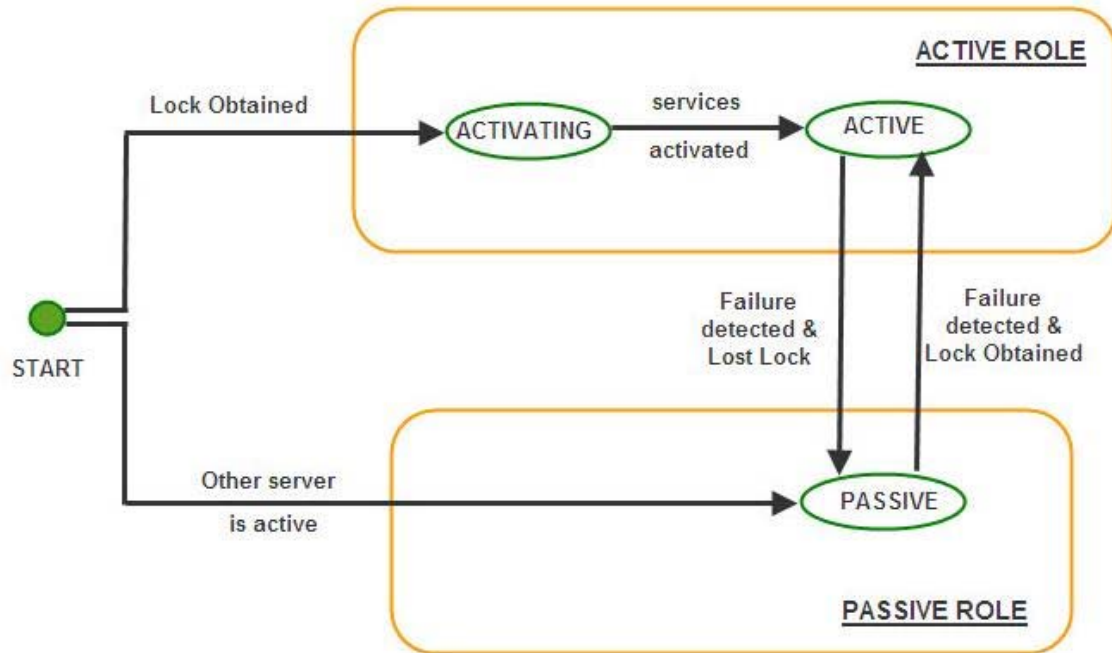 ACTIVE ROLE
Lock Obtained
services
activated
ACTIVATING
ACTIVE
START
Failure
detected &
Lost Lock
Failure
detected &
Lock Obtained
Other server
is active
PASSIVE
PASSIVE ROLE